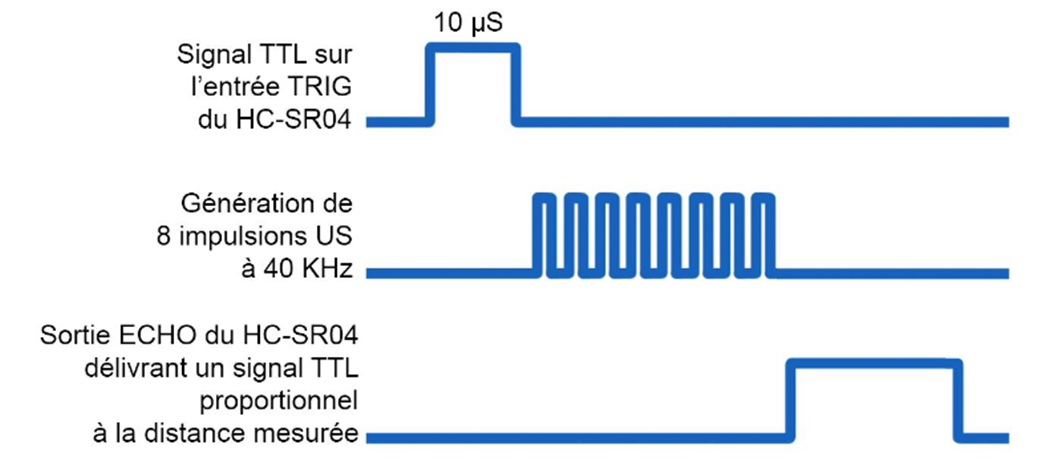 10 µS
Signal TTL sur
l’entrée TRIG
du HC-SR04
Génération de
8 impulsions US
à 40 KHz
Sortie ECHO du HC-SR04
délivrant un signal TTL
proportionnel
à la distance mesurée